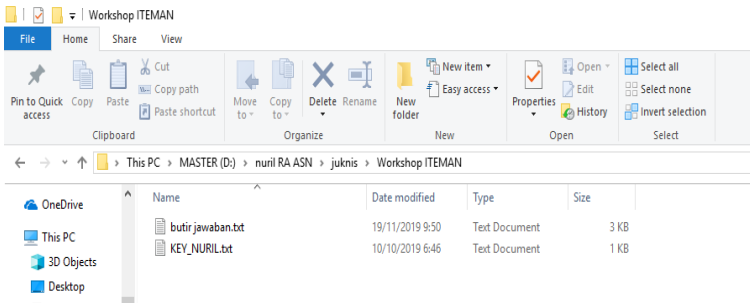 Workshop ITEMAN
File Home Share View
Pin to Quick access
Copy
Paste
Cut
Copy path
Paste shortcut
Clipboard
Move to
Copy to
Delete
Rename
Organize
New folder
New item
Easy access
New
Properties
Open
Edit
History
Open
Select all
Select none
Invert selection
Select
This PC > MASTER (D:) > nuril RA ASN > juknis > Workshop ITEMAN
OneDrive
This PC
3D Objects
Desktop
Name Date modified Type Size
butir jawaban.txt 19/11/2019 9:50 Text Document 3 KB
KEY_NURIL.txt 10/10/2019 6:46 Text Document 1 KB